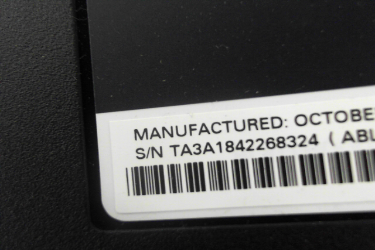 MANUFACTURED: OCTOBE
S/N TA3A1842268324 ( ABL